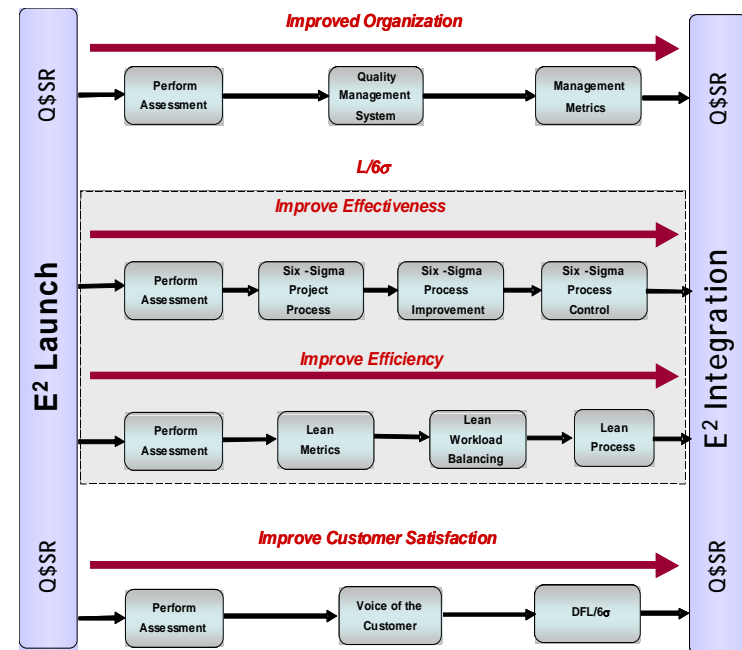 Improved Organization
Q$SR
Perform
Assessment
Quality
Management
System
Management
Metrics
Q$SR
L/6σ
Improve Effectiveness
E² Launch
Perform
Assessment
Six -Sigma
Project
Process
Six -Sigma
Process
Improvement
Six -Sigma
Process
Control
E² Integration
Improve Efficiency
Perform
Assessment
Lean
Metrics
Lean
Workload
Balancing
Lean
Process
Improve Customer Satisfaction
Q$SR
Perform
Assessment
Voice of the
Customer
DFL/6σ
Q$SR